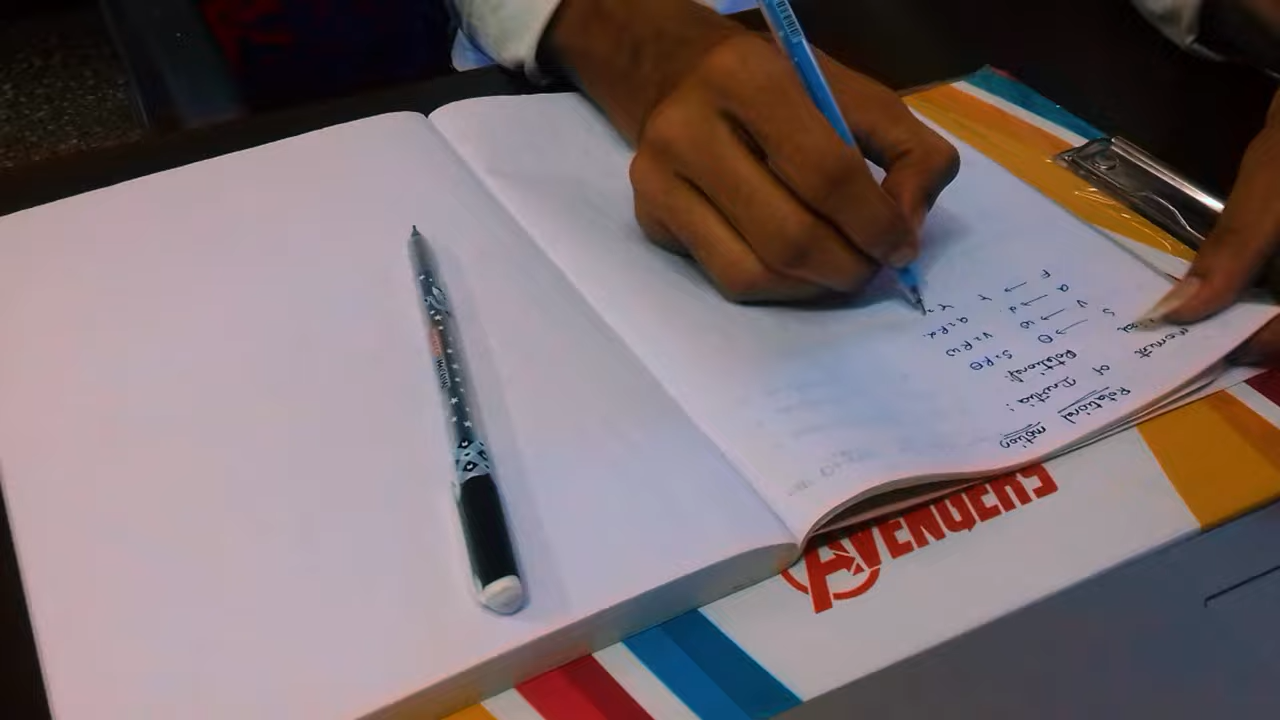 Rotational motion
moment of Inertia :
Rotational
S → θ S=Rθ
V → ω V=Rω
a → α a=Rα
F → τ τ=
AVENGERS